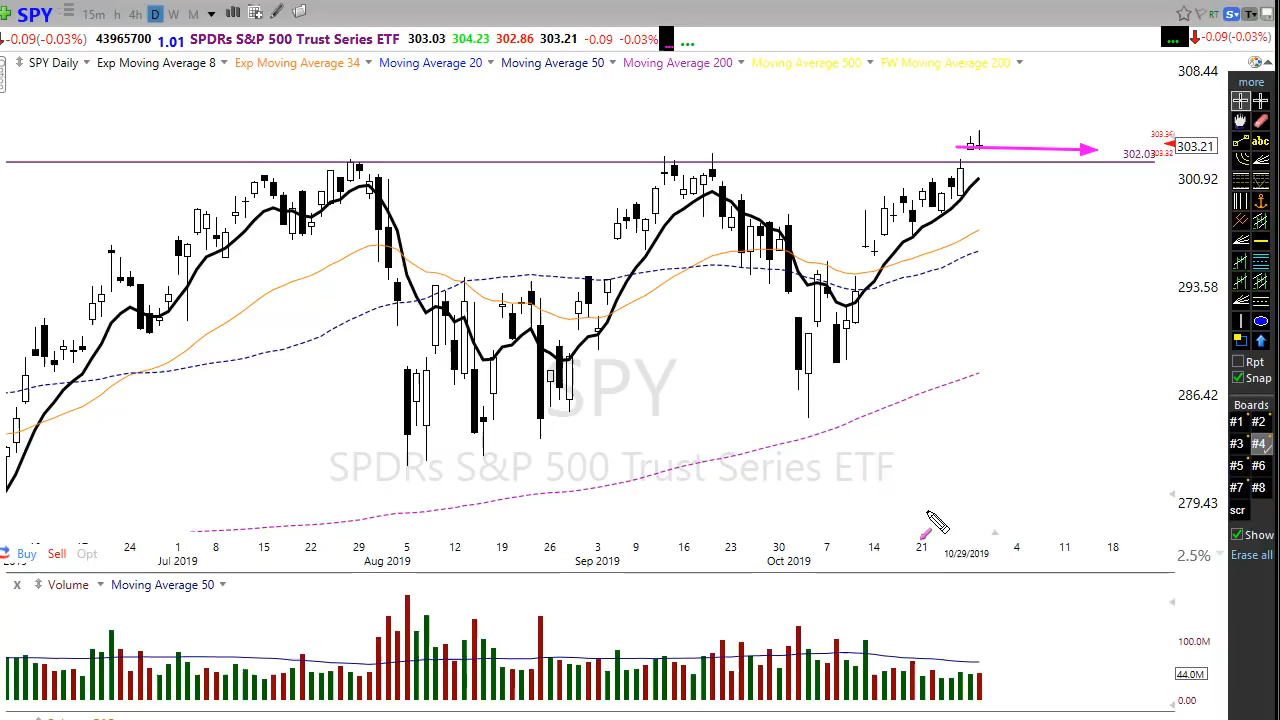 SPY 15m h 4h D W M RT S T
-0.09(-0.03%) 43965700 1.01 SPDRs S&P 500 Trust Series ETF 303.03 304.23 302.86 303.21 -0.09 -0.03% ... ... -0.09(-0.03%)
SPY Daily Exp Moving Average 8 Exp Moving Average 34 Moving Average 20 Moving Average 50 Moving Average 200 Moving Average 500 FW Moving Average 200
308.44
more
abc
303.36
303.21
302.03 303.32
300.92
293.58
286.42
279.43
SPY
SPDRs S&P 500 Trust Series ETF
Rpt
Snap
Boards
#1 #2
#3 #4
#5 #6
#7 #8
scr
Show
Erase all
24 1 8 15 22 29 5 12 19 26 3 9 16 23 30 7 14 21 10/29/2019 4 11 18
Jul 2019 Aug 2019 Sep 2019 Oct 2019
Buy Sell Opt
2.5%
X Volume Moving Average 50
100.0M
44.0M
0.00